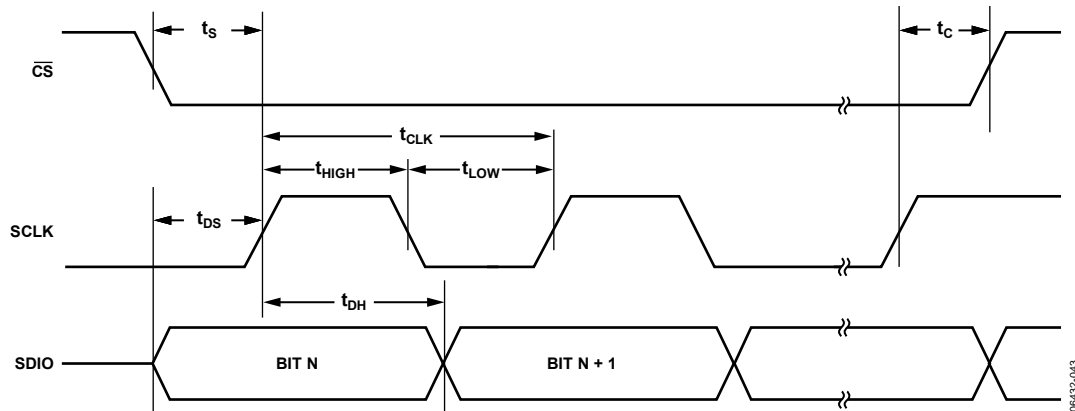 tS
tC
CS
tCLK
tHIGH
tLOW
tDS
SCLK
tDH
SDIO
BIT N
BIT N + 1
06432-043